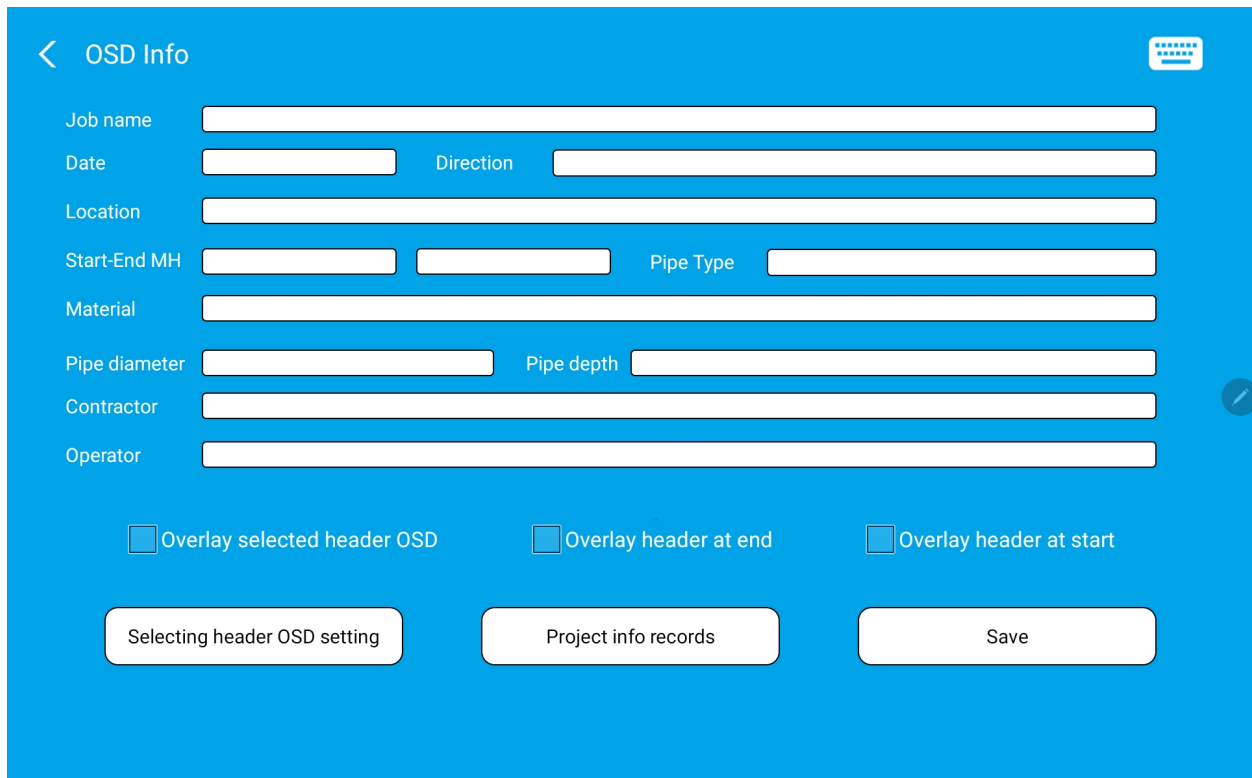 OSD Info
Job name
Date Direction
Location
Start-End MH Pipe Type
Material
Pipe diameter Pipe depth
Contractor
Operator
Overlay selected header OSD Overlay header at end Overlay header at start
Selecting header OSD setting Project info records Save